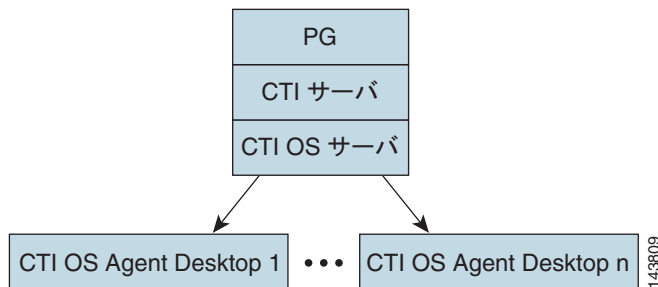 PG
CTI サーバ
CTI OS サーバ
CTI OS Agent Desktop 1
•••
CTI OS Agent Desktop n
143809